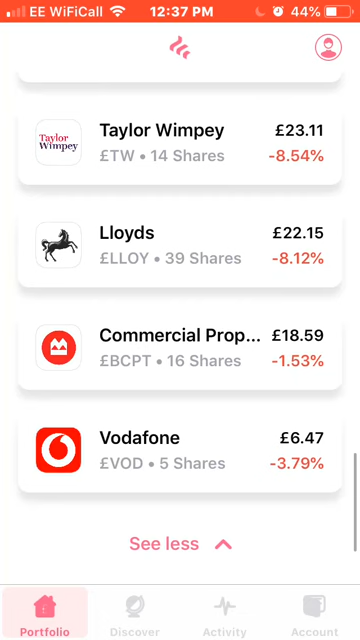 EE WiFiCall 12:37 PM 44%
Taylor Wimpey £23.11
Taylor
Wimpey
£TW • 14 Shares -8.54%
Lloyds £22.15
£LLOY • 39 Shares -8.12%
Commercial Prop... £18.59
£BCPT • 16 Shares -1.53%
Vodafone £6.47
£VOD • 5 Shares -3.79%
See less
Portfolio Discover Activity Account